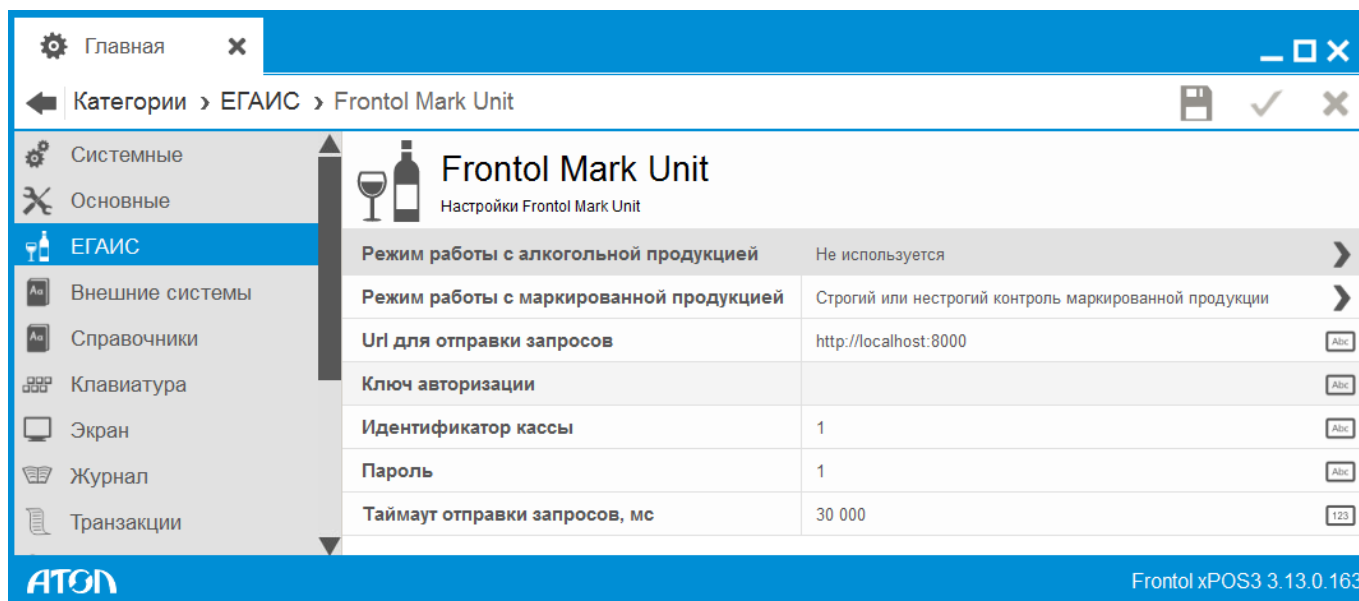 Главная
Категории › ЕГАИС › Frontol Mark Unit
Системные
Основные
ЕГАИС
Внешние системы
Справочники
Клавиатура
Экран
Журнал
Транзакции
Frontol Mark Unit
Настройки Frontol Mark Unit
Режим работы с алкогольной продукцией Не используется
Режим работы с маркированной продукцией Строгий или нестрогий контроль маркированной продукции
Url для отправки запросов http://localhost:8000 Abc
Ключ авторизации Abc
Идентификатор кассы 1 Abc
Пароль 1 Abc
Таймаут отправки запросов, мс 30 000 123
АТОЛ Frontol xPOS3 3.13.0.163